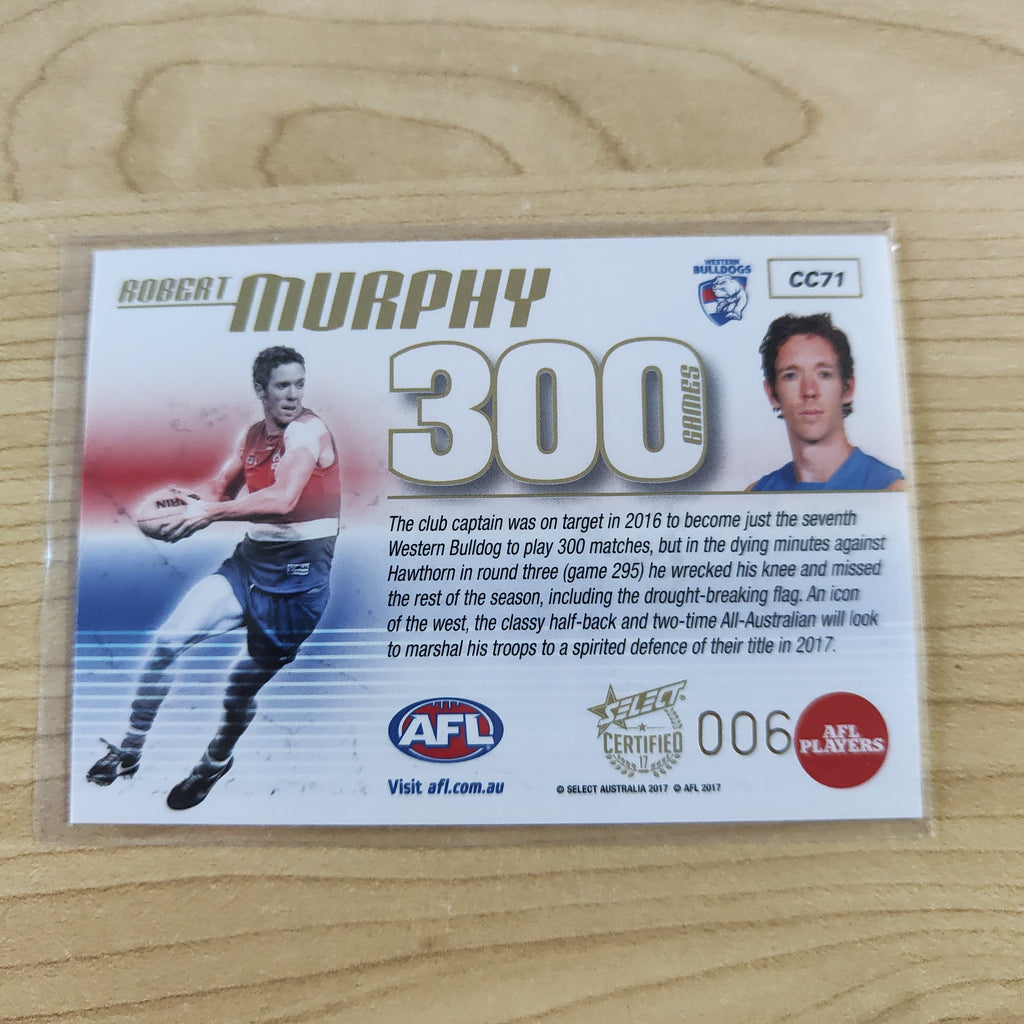 ROBERT MURPHY
WESTERN
BULLDOGS
CC71
300
GAMES
The club captain was on target in 2016 to become just the seventh
Western Bulldog to play 300 matches, but in the dying minutes against
Hawthorn in round three (game 295) he wrecked his knee and missed
the rest of the season, including the drought-breaking flag. An icon
of the west, the classy half-back and two-time All-Australian will look
to marshal his troops to a spirited defence of their title in 2017.
AFL
Visit afl.com.au
SELECT
CERTIFIED
17
006
AFL
PLAYERS
© SELECT AUSTRALIA 2017 © AFL 2017